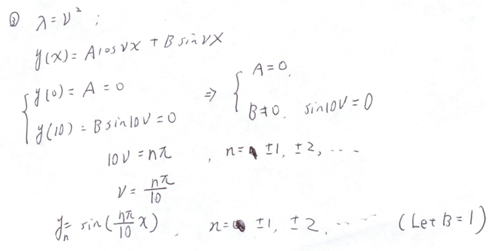 ② λ = ν² ;
y(x) = A cos νx + B sin νx
{ y(0) = A = 0
y(10) = B sin 10ν = 0
⇒ { A = 0.
B ≠ 0. sin 10ν = 0
10ν = nπ , n = ±1, ±2, ....
ν = nπ/10
yₙ = sin(nπ/10 x) , n = ±1, ±2, ..... (Let B = 1)